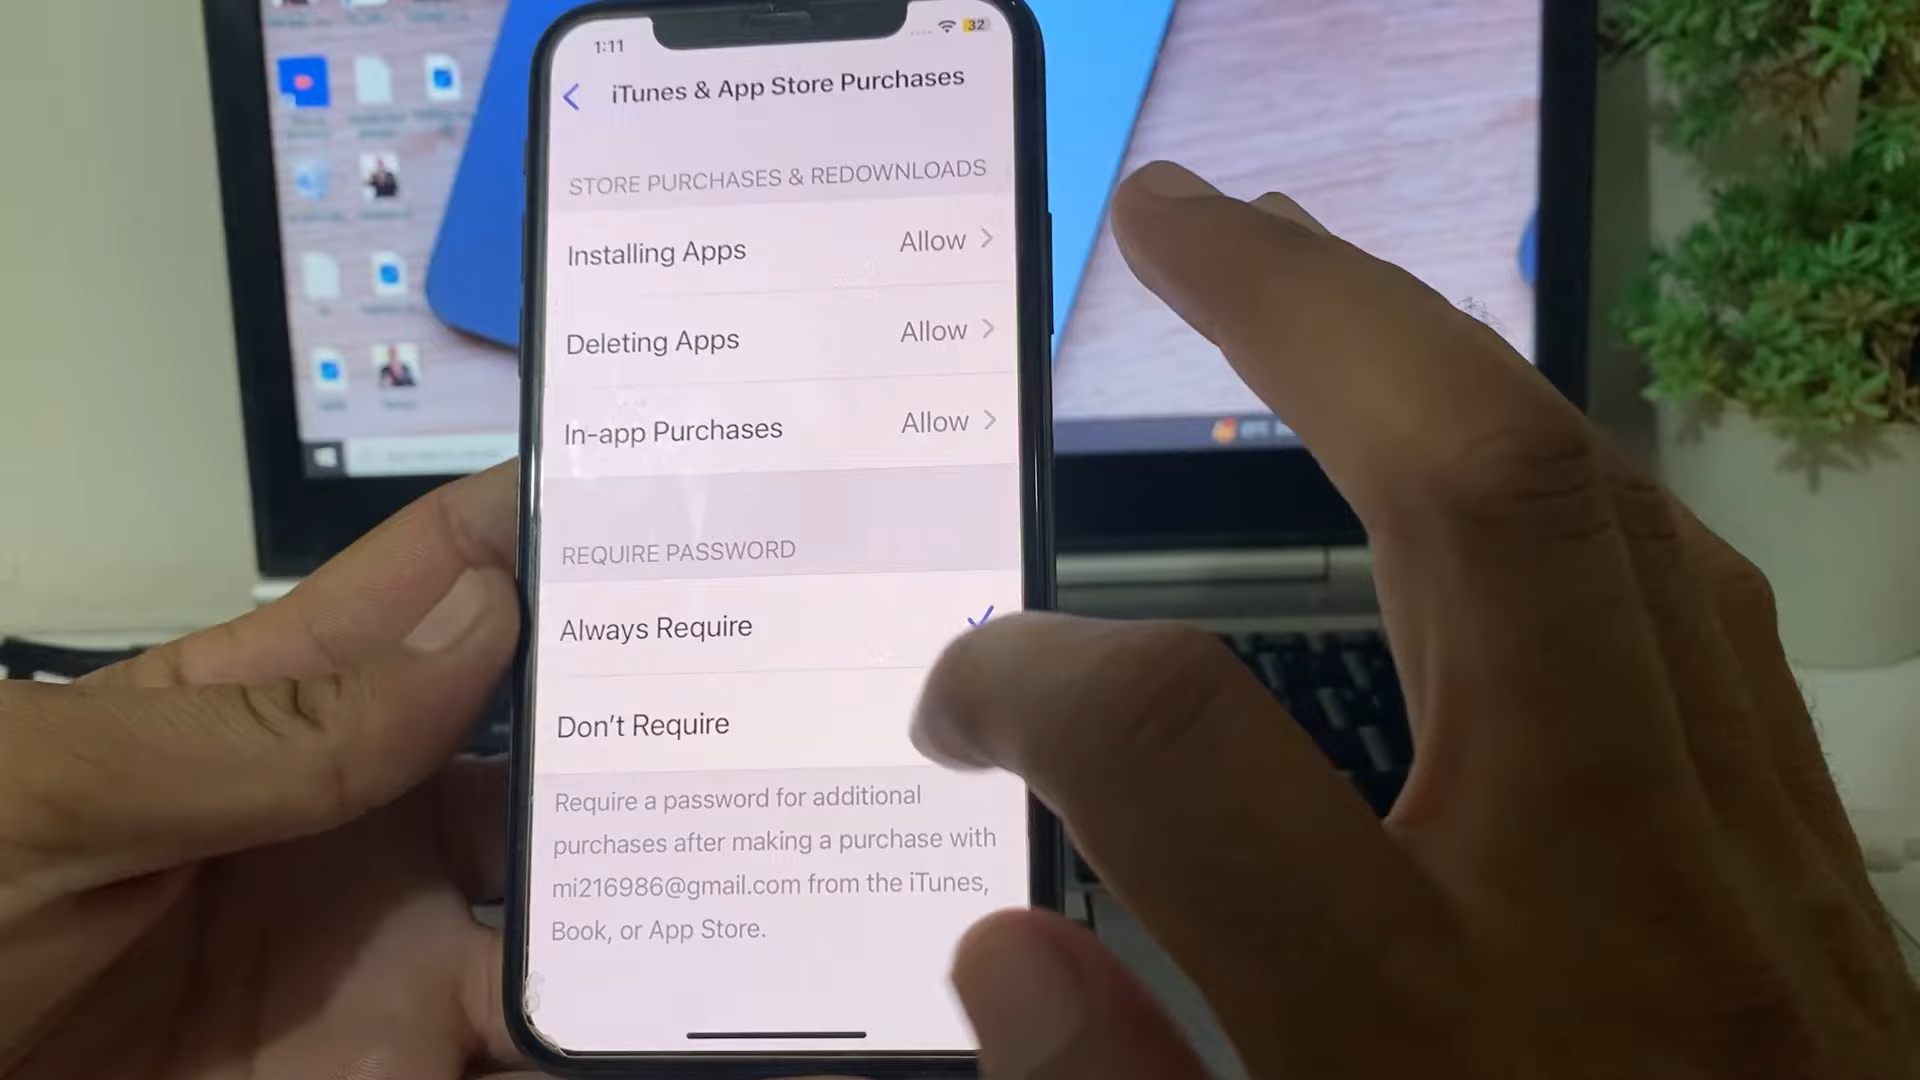 1:11
32
iTunes & App Store Purchases
STORE PURCHASES & REDOWNLOADS
Installing Apps Allow
Deleting Apps Allow
In-app Purchases Allow
REQUIRE PASSWORD
Always Require
Don't Require
Require a password for additional
purchases after making a purchase with
mi216986@gmail.com from the iTunes,
Book, or App Store.